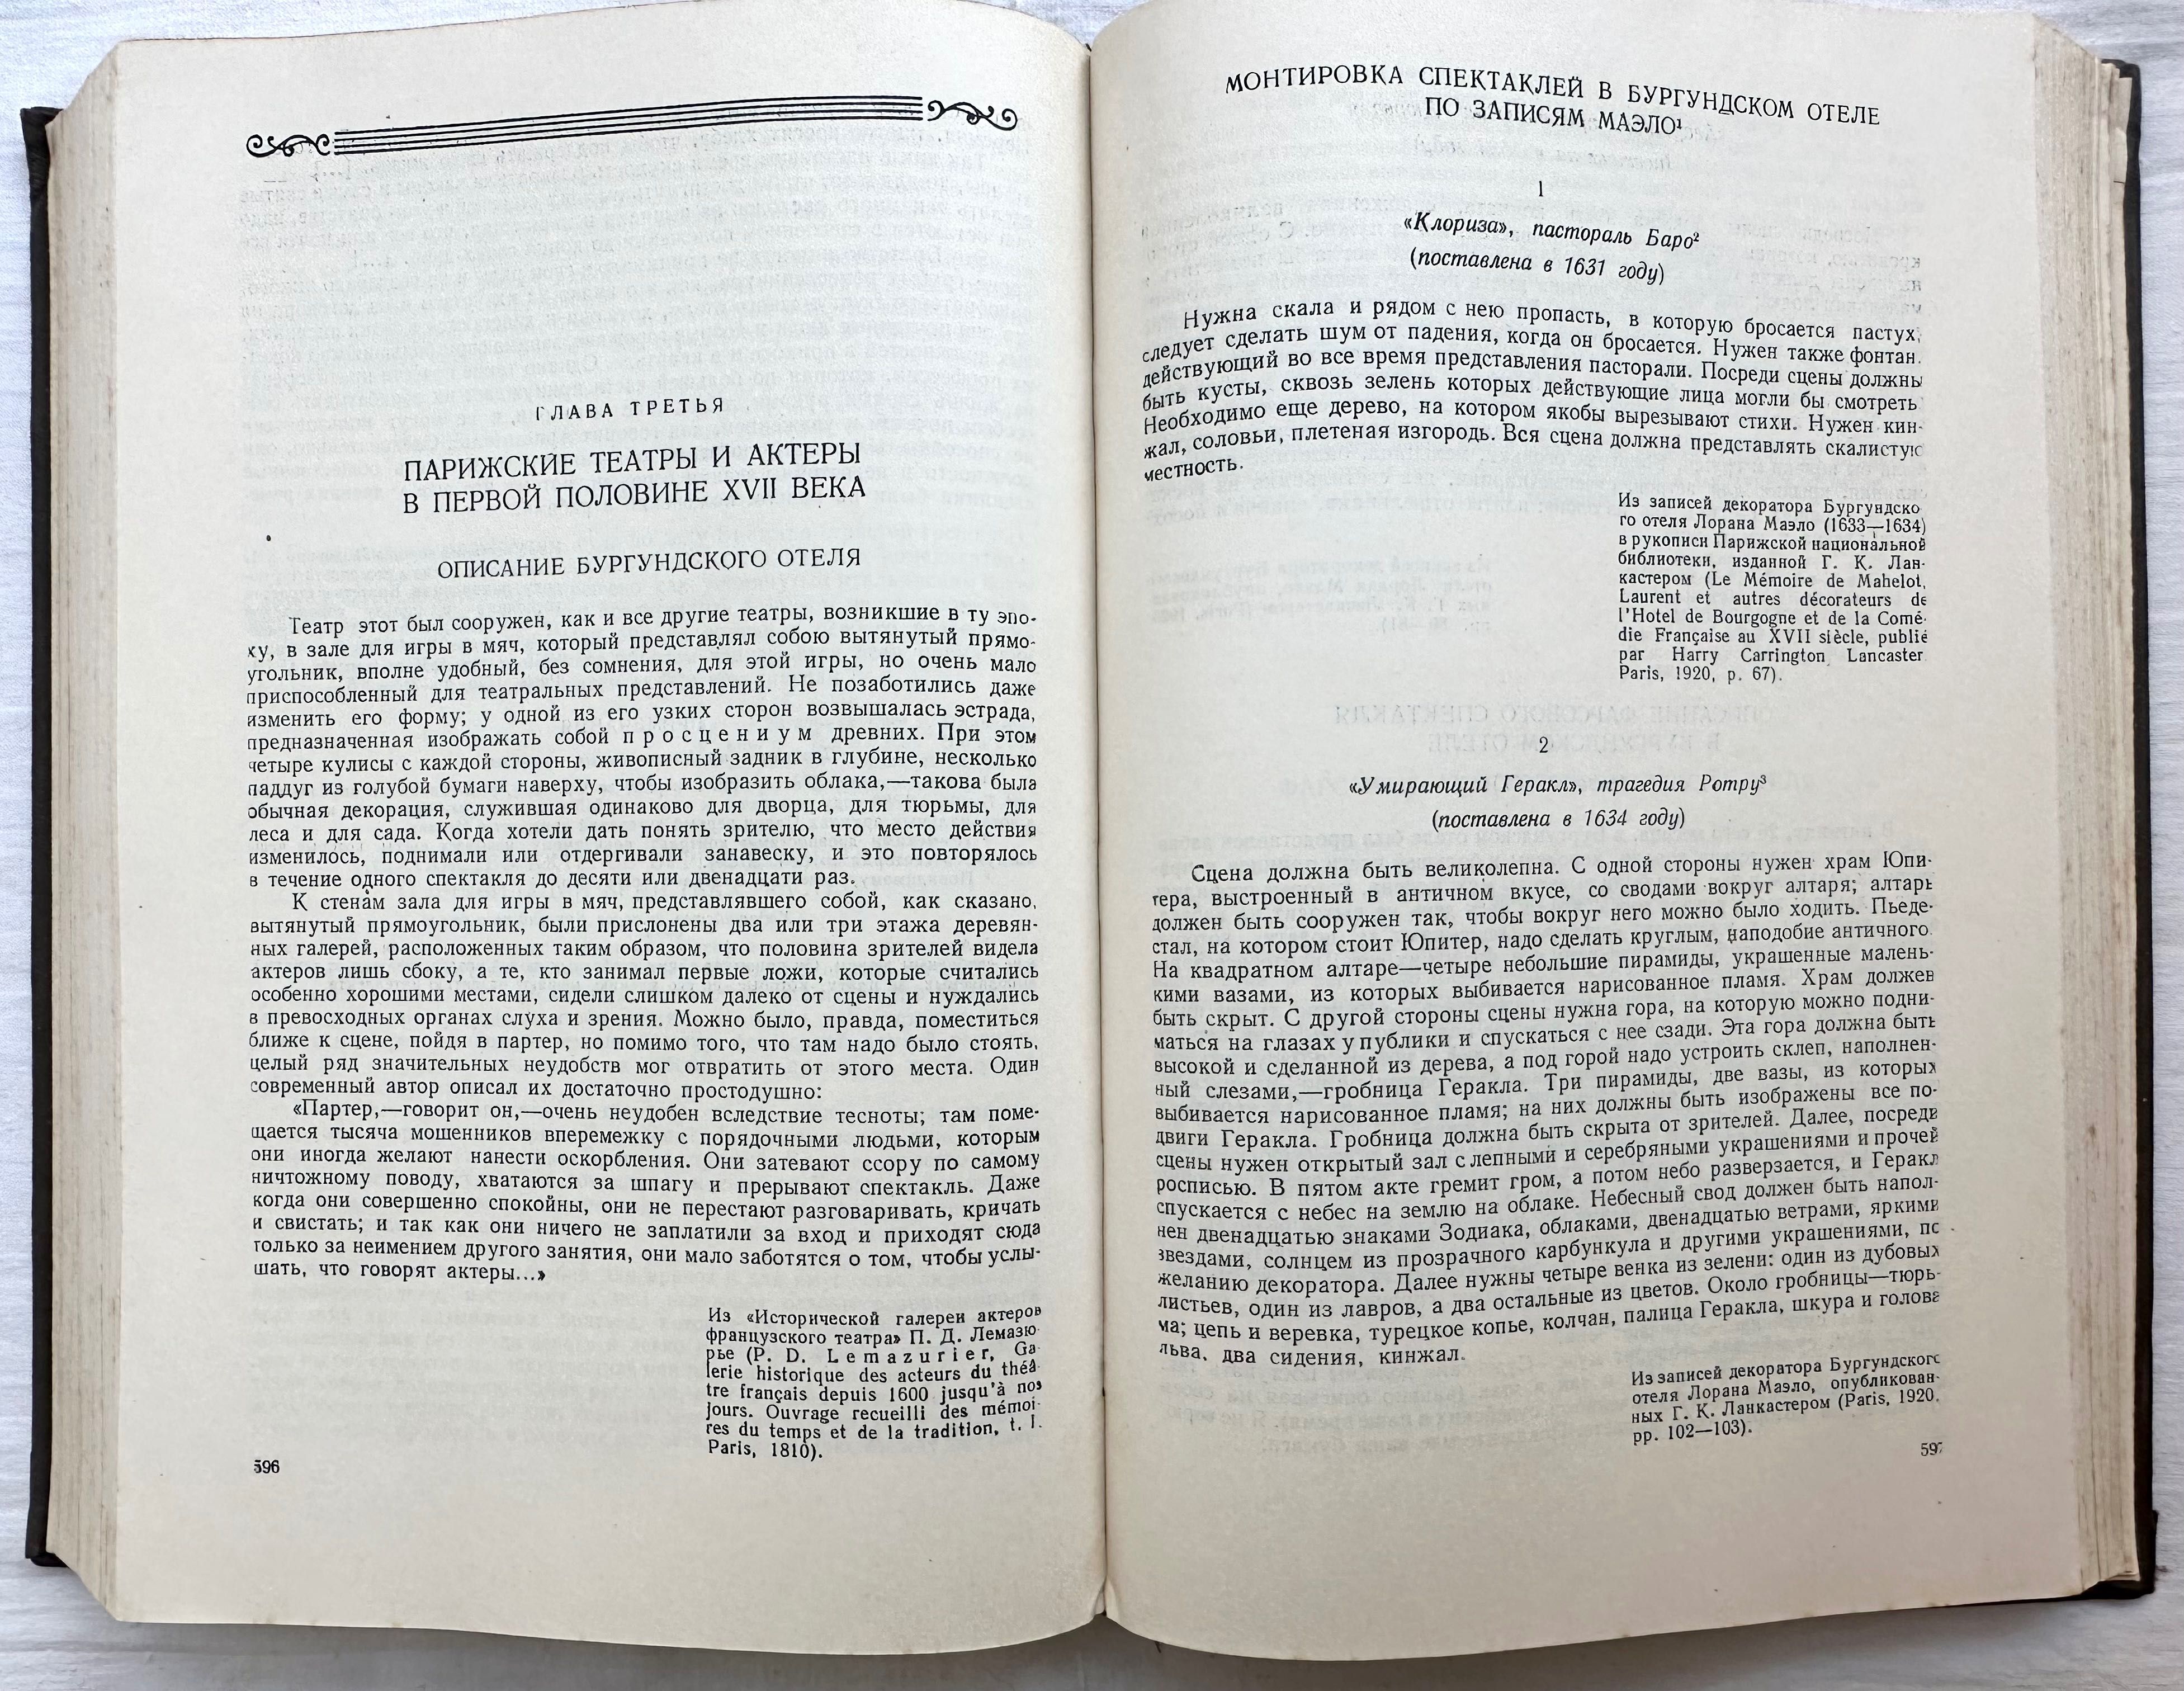 ГЛАВА ТРЕТЬЯ
ПАРИЖСКИЕ ТЕАТРЫ И АКТЕРЫ
В ПЕРВОЙ ПОЛОВИНЕ XVII ВЕКА
ОПИСАНИЕ БУРГУНДСКОГО ОТЕЛЯ
Театр этот был сооружен, как и все другие театры, возникшие в ту эпо-
ху, в зале для игры в мяч, который представлял собою вытянутый прямо-
угольник, вполне удобный, без сомнения, для этой игры, но очень мало
приспособленный для театральных представлений. Не позаботились даже
изменить его форму; у одной из его узких сторон возвышалась эстрада,
предназначенная изображать собой просцениум древних. При этом
четыре кулисы с каждой стороны, живописный задник в глубине, несколько
паддуг из голубой бумаги наверху, чтобы изобразить облака,—такова была
обычная декорация, служившая одинаково для дворца, для тюрьмы, для
леса и для сада. Когда хотели дать понять зрителю, что место действия
изменилось, поднимали или отдергивали занавеску, и это повторялось
в течение одного спектакля до десяти или двенадцати раз.
К стенам зала для игры в мяч, представлявшего собой, как сказано,
вытянутый прямоугольник, были прислонены два или три этажа деревян-
ных галерей, расположенных таким образом, что половина зрителей видела
актеров лишь сбоку, а те, кто занимал первые ложи, которые считались
особенно хорошими местами, сидели слишком далеко от сцены и нуждались
в превосходных органах слуха и зрения. Можно было, правда, поместиться
ближе к сцене, пойдя в партер, но помимо того, что там надо было стоять,
целый ряд значительных неудобств мог отвратить от этого места. Один
современный автор описал их достаточно простодушно:
«Партер,—говорит он,—очень неудобен вследствие тесноты; там поме-
щается тысяча мошенников вперемежку с порядочными людьми, которым
они иногда желают нанести оскорбления. Они затевают ссору по самому
ничтожному поводу, хватаются за шпагу и прерывают спектакль. Даже
когда они совершенно спокойны, они не перестают разговаривать, кричать
и свистать; и так как они ничего не заплатили за вход и приходят сюда
только за неимением другого занятия, они мало заботятся о том, чтобы услы-
шать, что говорят актеры...»
Из «Исторической галереи актеров
французского театра» П. Д. Лемазю-
рье (P. D. Lemazurier, Ga-
lerie historique des acteurs du théâ-
tre français depuis 1600 jusqu'à nos
jours. Ouvrage recueilli des mémoi-
res du temps et de la tradition, t. I.
Paris, 1810).
596
МОНТИРОВКА СПЕКТАКЛЕЙ В БУРГУНДСКОМ ОТЕЛЕ
ПО ЗАПИСЯМ МАЭЛО¹
1
«Клориза», пастораль Баро²
(поставлена в 1631 году)
Нужна скала и рядом с нею пропасть, в которую бросается пастух;
следует сделать шум от падения, когда он бросается. Нужен также фонтан,
действующий во все время представления пасторали. Посреди сцены должны
быть кусты, сквозь зелень которых действующие лица могли бы смотреть
Необходимо еще дерево, на котором якобы вырезывают стихи. Нужен кин-
жал, соловьи, плетеная изгородь. Вся сцена должна представлять скалистую
местность.
Из записей декоратора Бургундско
го отеля Лорана Маэло (1633—1634)
в рукописи Парижской национальной
библиотеки, изданной Г. К. Лан-
кастером (Le Mémoire de Mahelot,
Laurent et autres décorateurs de
l'Hotel de Bourgogne et de la Comé-
die Française au XVII siècle, publié
par Harry Carrington Lancaster
Paris, 1920, p. 67).
2
«Умирающий Геракл», трагедия Ротру³
(поставлена в 1634 году)
Сцена должна быть великолепна. С одной стороны нужен храм Юпи-
тера, выстроенный в античном вкусе, со сводами вокруг алтаря; алтарь
должен быть сооружен так, чтобы вокруг него можно было ходить. Пьеде-
стал, на котором стоит Юпитер, надо сделать круглым, наподобие античного.
На квадратном алтаре—четыре небольшие пирамиды, украшенные малень-
кими вазами, из которых выбивается нарисованное пламя. Храм должен
быть скрыт. С другой стороны сцены нужна гора, на которую можно подни-
маться на глазах у публики и спускаться с нее сзади. Эта гора должна быть
высокой и сделанной из дерева, а под горой надо устроить склеп, наполнен-
ный слезами,—гробница Геракла. Три пирамиды, две вазы, из которых
выбивается нарисованное пламя; на них должны быть изображены все по-
двиги Геракла. Гробница должна быть скрыта от зрителей. Далее, посреди
сцены нужен открытый зал с лепными и серебряными украшениями и прочей
росписью. В пятом акте гремит гром, а потом небо разверзается, и Геракл
спускается с небес на землю на облаке. Небесный свод должен быть напол-
нен двенадцатью знаками Зодиака, облаками, двенадцатью ветрами, яркими
звездами, солнцем из прозрачного карбункула и другими украшениями, по
желанию декоратора. Далее нужны четыре венка из зелени: один из дубовых
листьев, один из лавров, а два остальные из цветов. Около гробницы—тюрь-
ма; цепь и веревка, турецкое копье, колчан, палица Геракла, шкура и голова
льва, два сидения, кинжал.
Из записей декоратора Бургундского
отеля Лорана Маэло, опубликован-
ных Г. К. Ланкастером (Paris, 1920,
pp. 102—103).
597